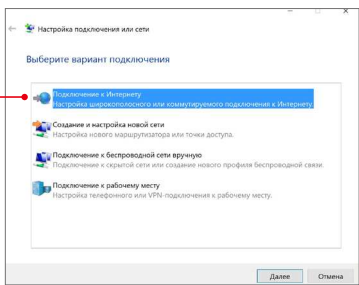 Настройка подключения или сети
Выберите вариант подключения
Подключение к Интернету
Настройка широкополосного или коммутируемого подключения к Интернету.
Создание и настройка новой сети
Настройка нового маршрутизатора или точки доступа.
Подключение к беспроводной сети вручную
Подключение к скрытой сети или создание нового профиля беспроводной связи.
Подключение к рабочему месту
Настройка телефонного или VPN-подключения к рабочему месту.
Далее
Отмена